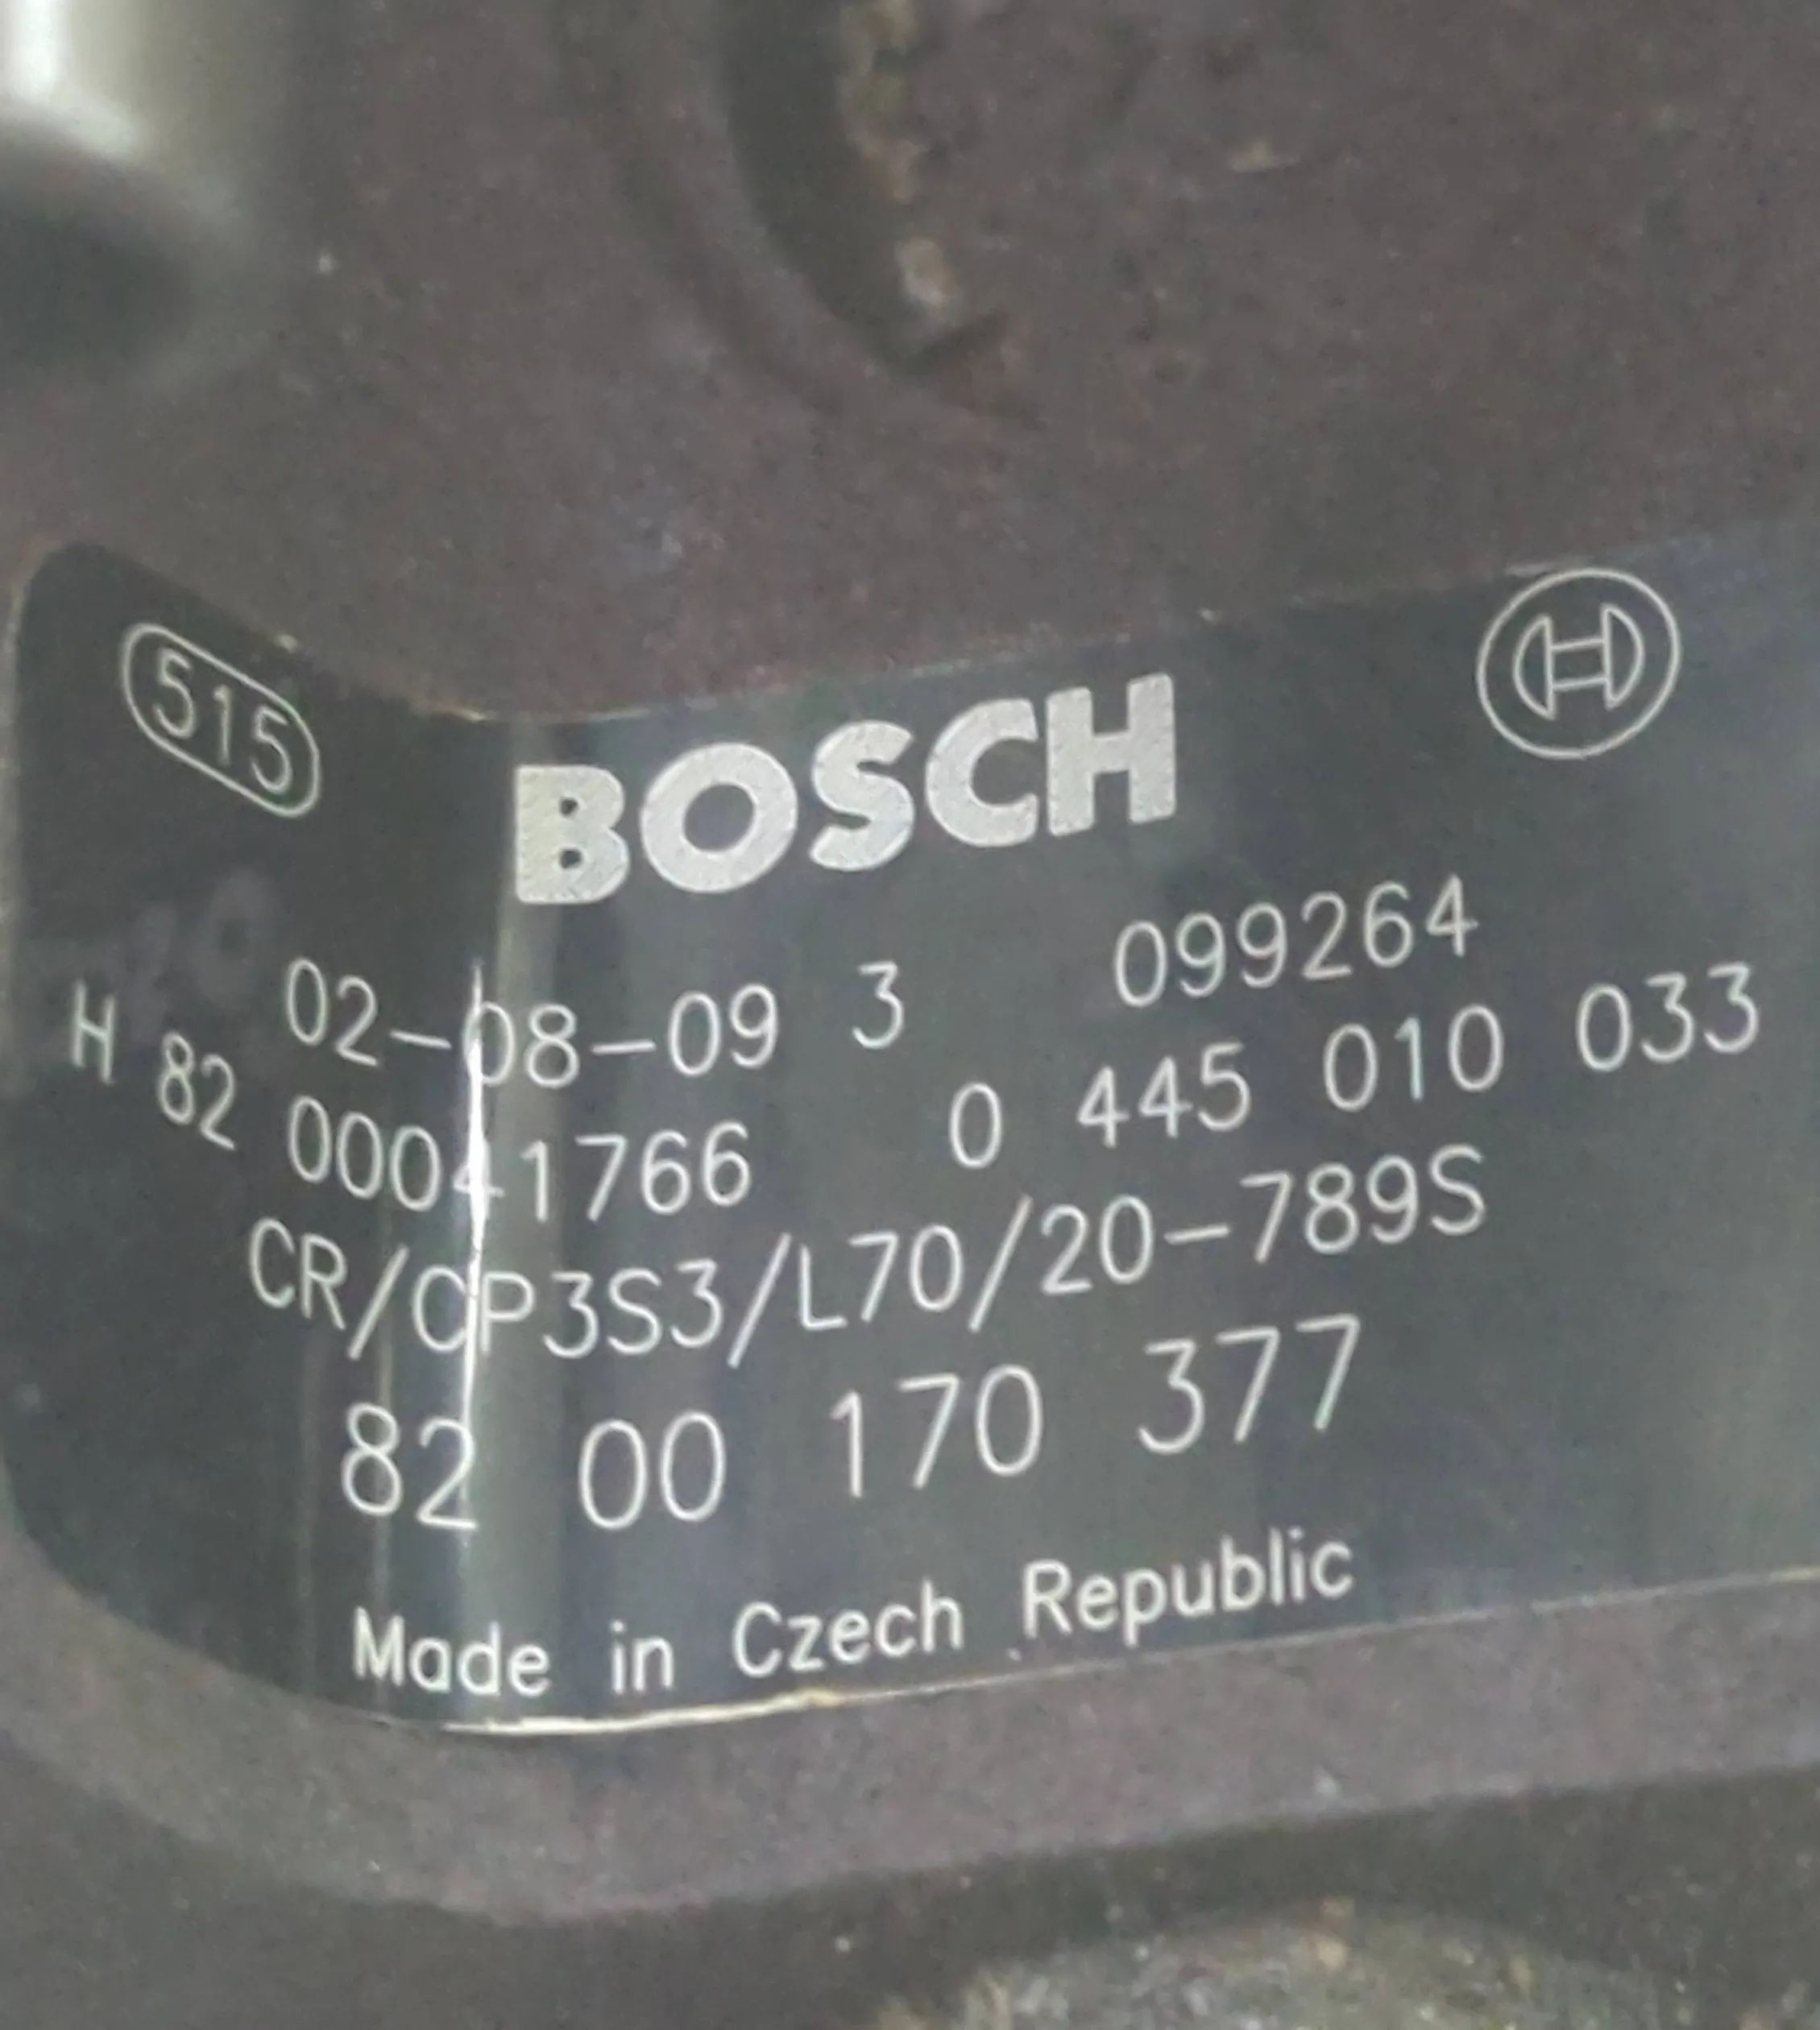 515
BOSCH
02-08-09 3 099264
H 82 00041766 0 445 010 033
CR/CP3S3/L70/20-789S
82 00 170 377
Made in Czech Republic